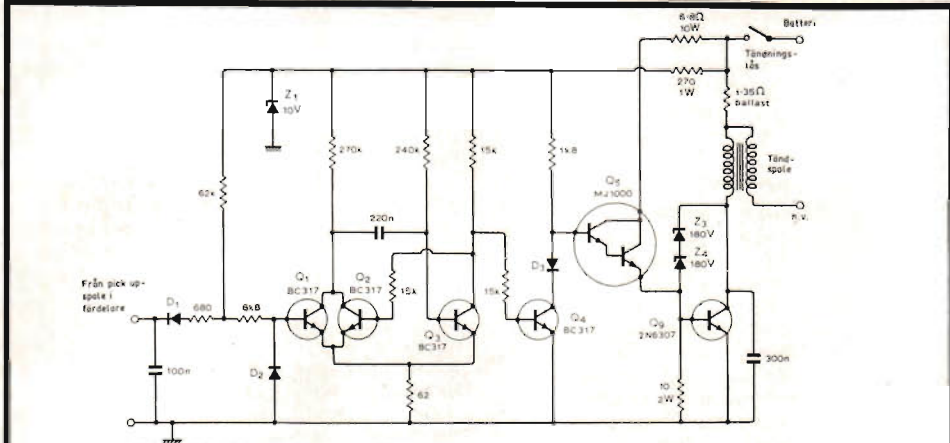 6·8Ω
10W
Batteri
Tändnings-
lås
Z1
10V
270
1W
1·35Ω
ballast
270k
240k
15k
1k8
Q5
MJ1000
Tänd-
spole
62k
220n
Z3
180V
h.v.
Z4
180V
Från pick up-
spole i
fördelare
D1
680
6k8
Q1
BC317
Q2
BC317
15k
15k
D3
Q3
BC317
Q4
BC317
Q9
2N6307
100n
D2
62
10
2W
300n